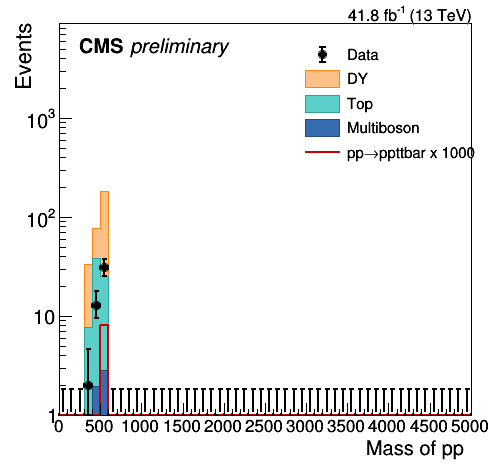 41.8 fb⁻¹ (13 TeV)
CMS preliminary
Data
DY
Top
Multiboson
pp→ppttbar x 1000
Events
10³
10²
10
1
0 500 1000 1500 2000 2500 3000 3500 4000 4500 5000
Mass of pp